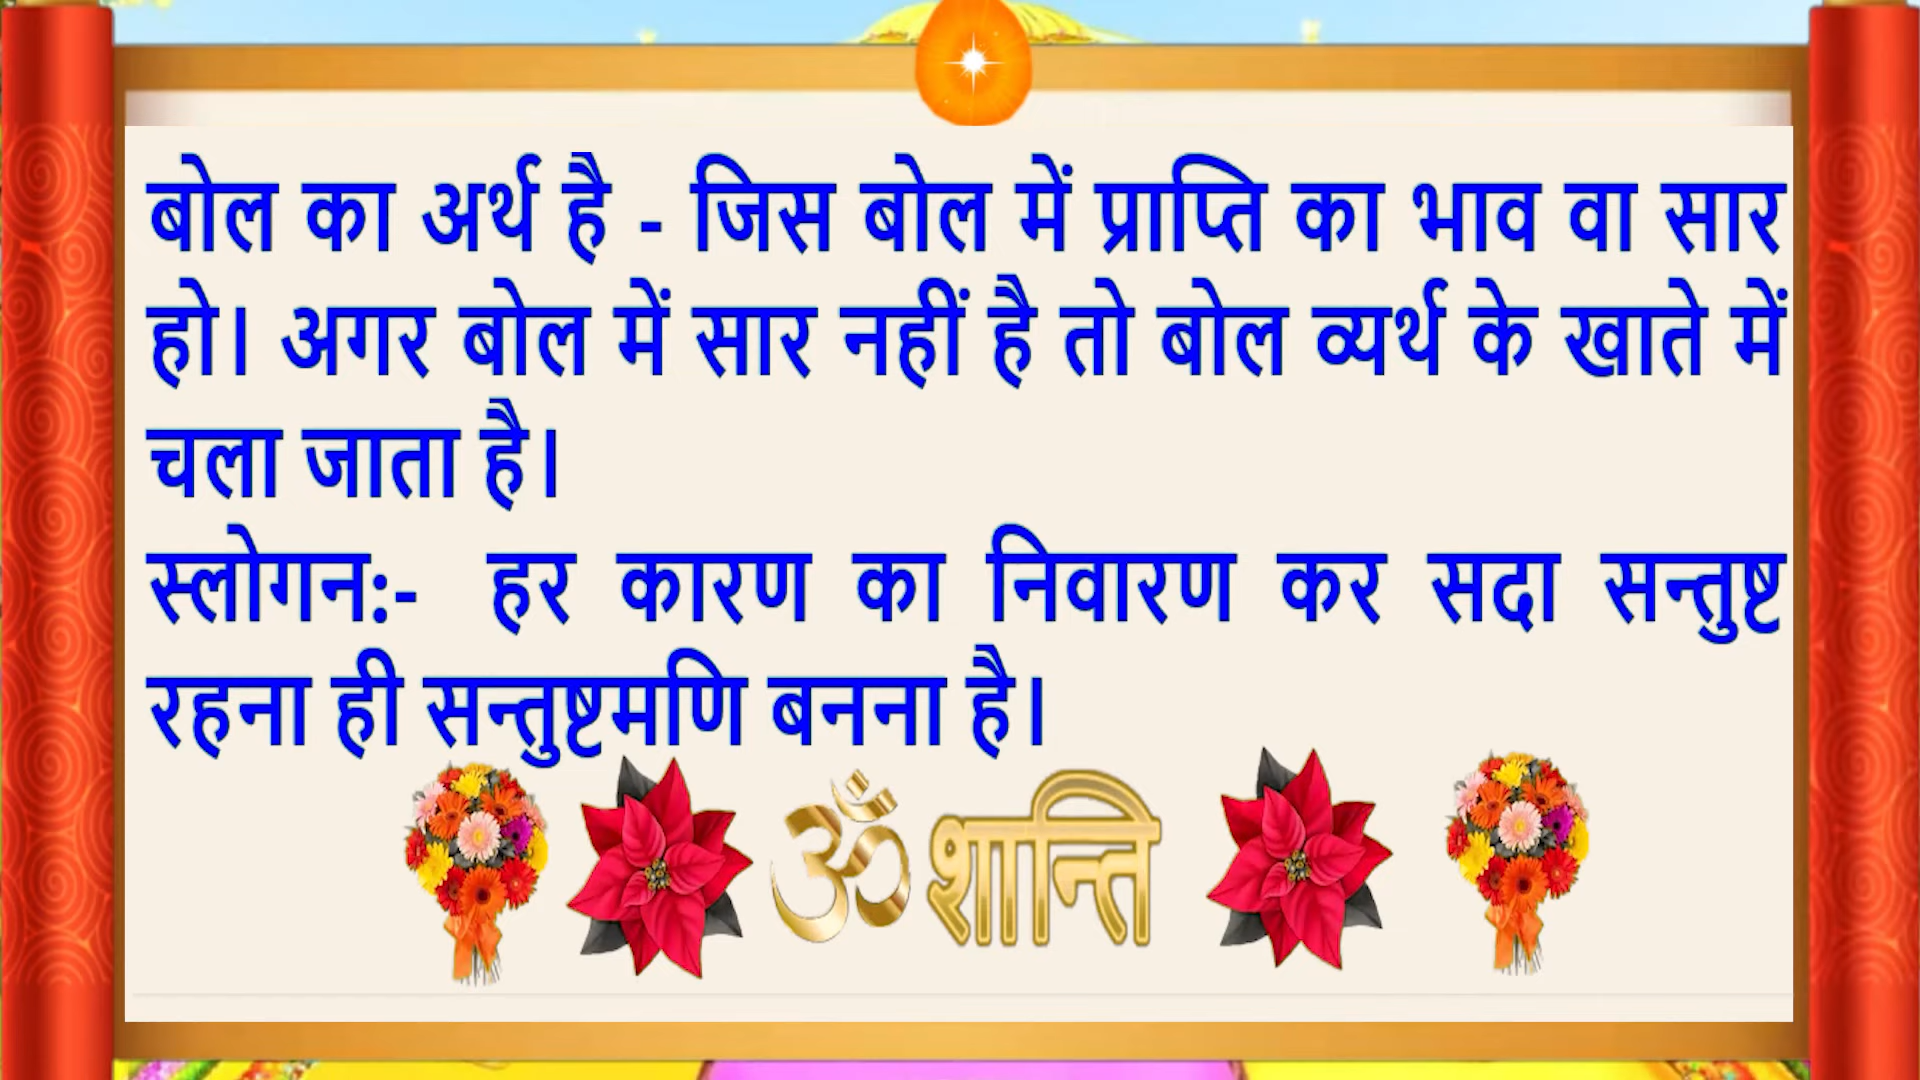 बोल का अर्थ है - जिस बोल में प्राप्ति का भाव वा सार
हो। अगर बोल में सार नहीं है तो बोल व्यर्थ के खाते में
चला जाता है।
स्लोगन:- हर कारण का निवारण कर सदा सन्तुष्ट
रहना ही सन्तुष्टमणि बनना है।
ॐ शान्ति